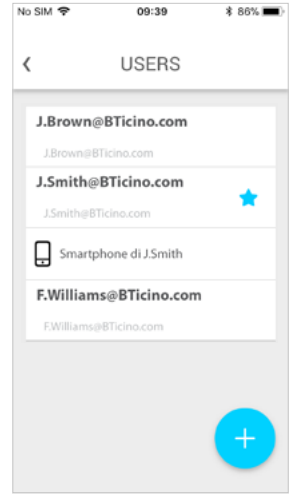 No SIM 09:39 86%
USERS
J.Brown@BTicino.com
J.Brown@BTicino.com
J.Smith@BTicino.com
J.Smith@BTicino.com
Smartphone di J.Smith
F.Williams@BTicino.com
F.Williams@BTicino.com